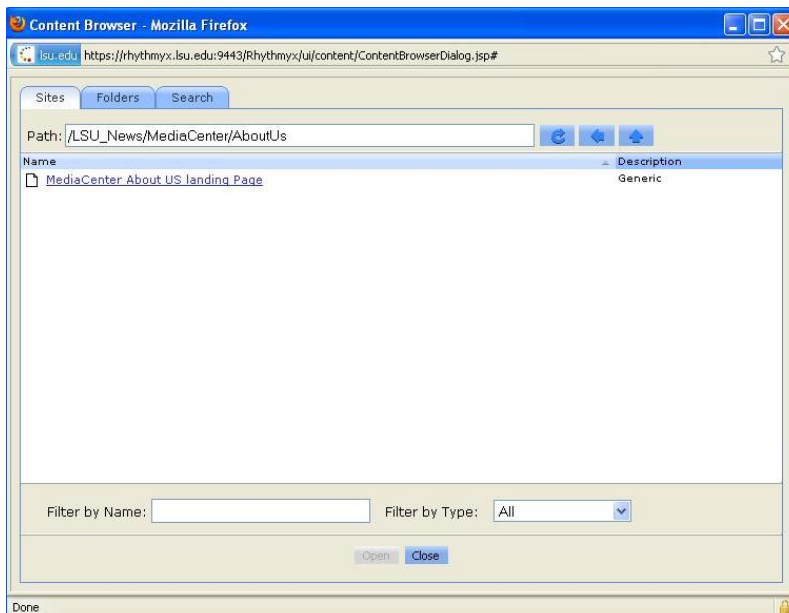 Content Browser - Mozilla Firefox
lsu.edu https://rhythmyx.lsu.edu:9443/Rhythmyx/ui/content/ContentBrowserDialog.jsp#
Sites Folders Search
Path: /LSU_News/MediaCenter/AboutUs
Name Description
MediaCenter About US landing Page Generic
Filter by Name: Filter by Type: All
Open Close
Done